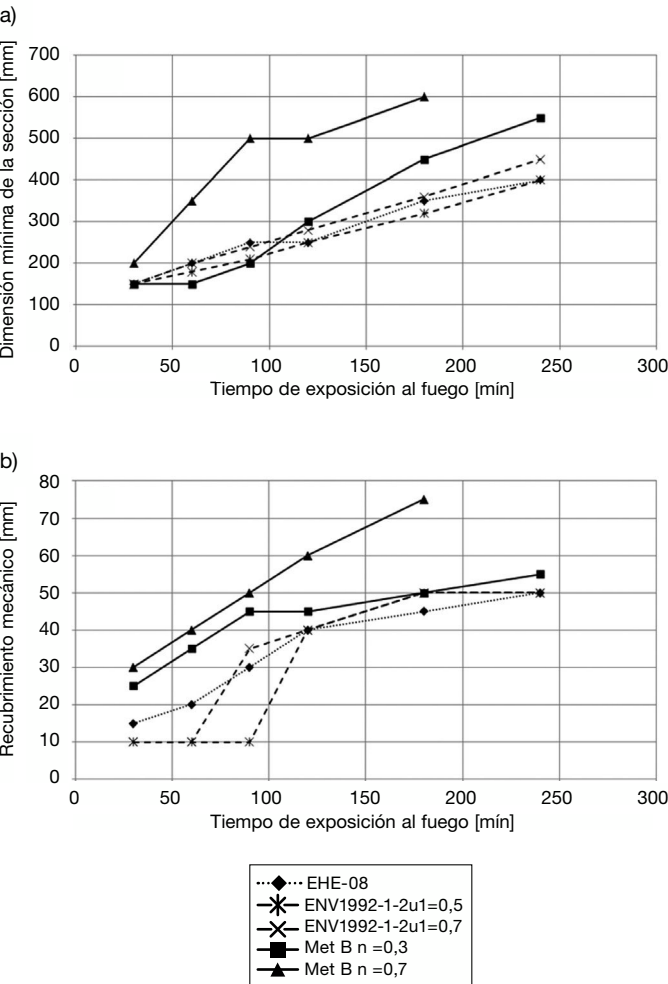 a)
Dimensión mínima de la sección [mm]
700
600
500
400
300
200
100
0
0 50 100 150 200 250 300
Tiempo de exposición al fuego [mín]
b)
Recubrimiento mecánico [mm]
80
70
60
50
40
30
20
10
0
0 50 100 150 200 250 300
Tiempo de exposición al fuego [mín]
EHE-08
ENV1992-1-2u1=0,5
ENV1992-1-2u1=0,7
Met B n =0,3
Met B n =0,7